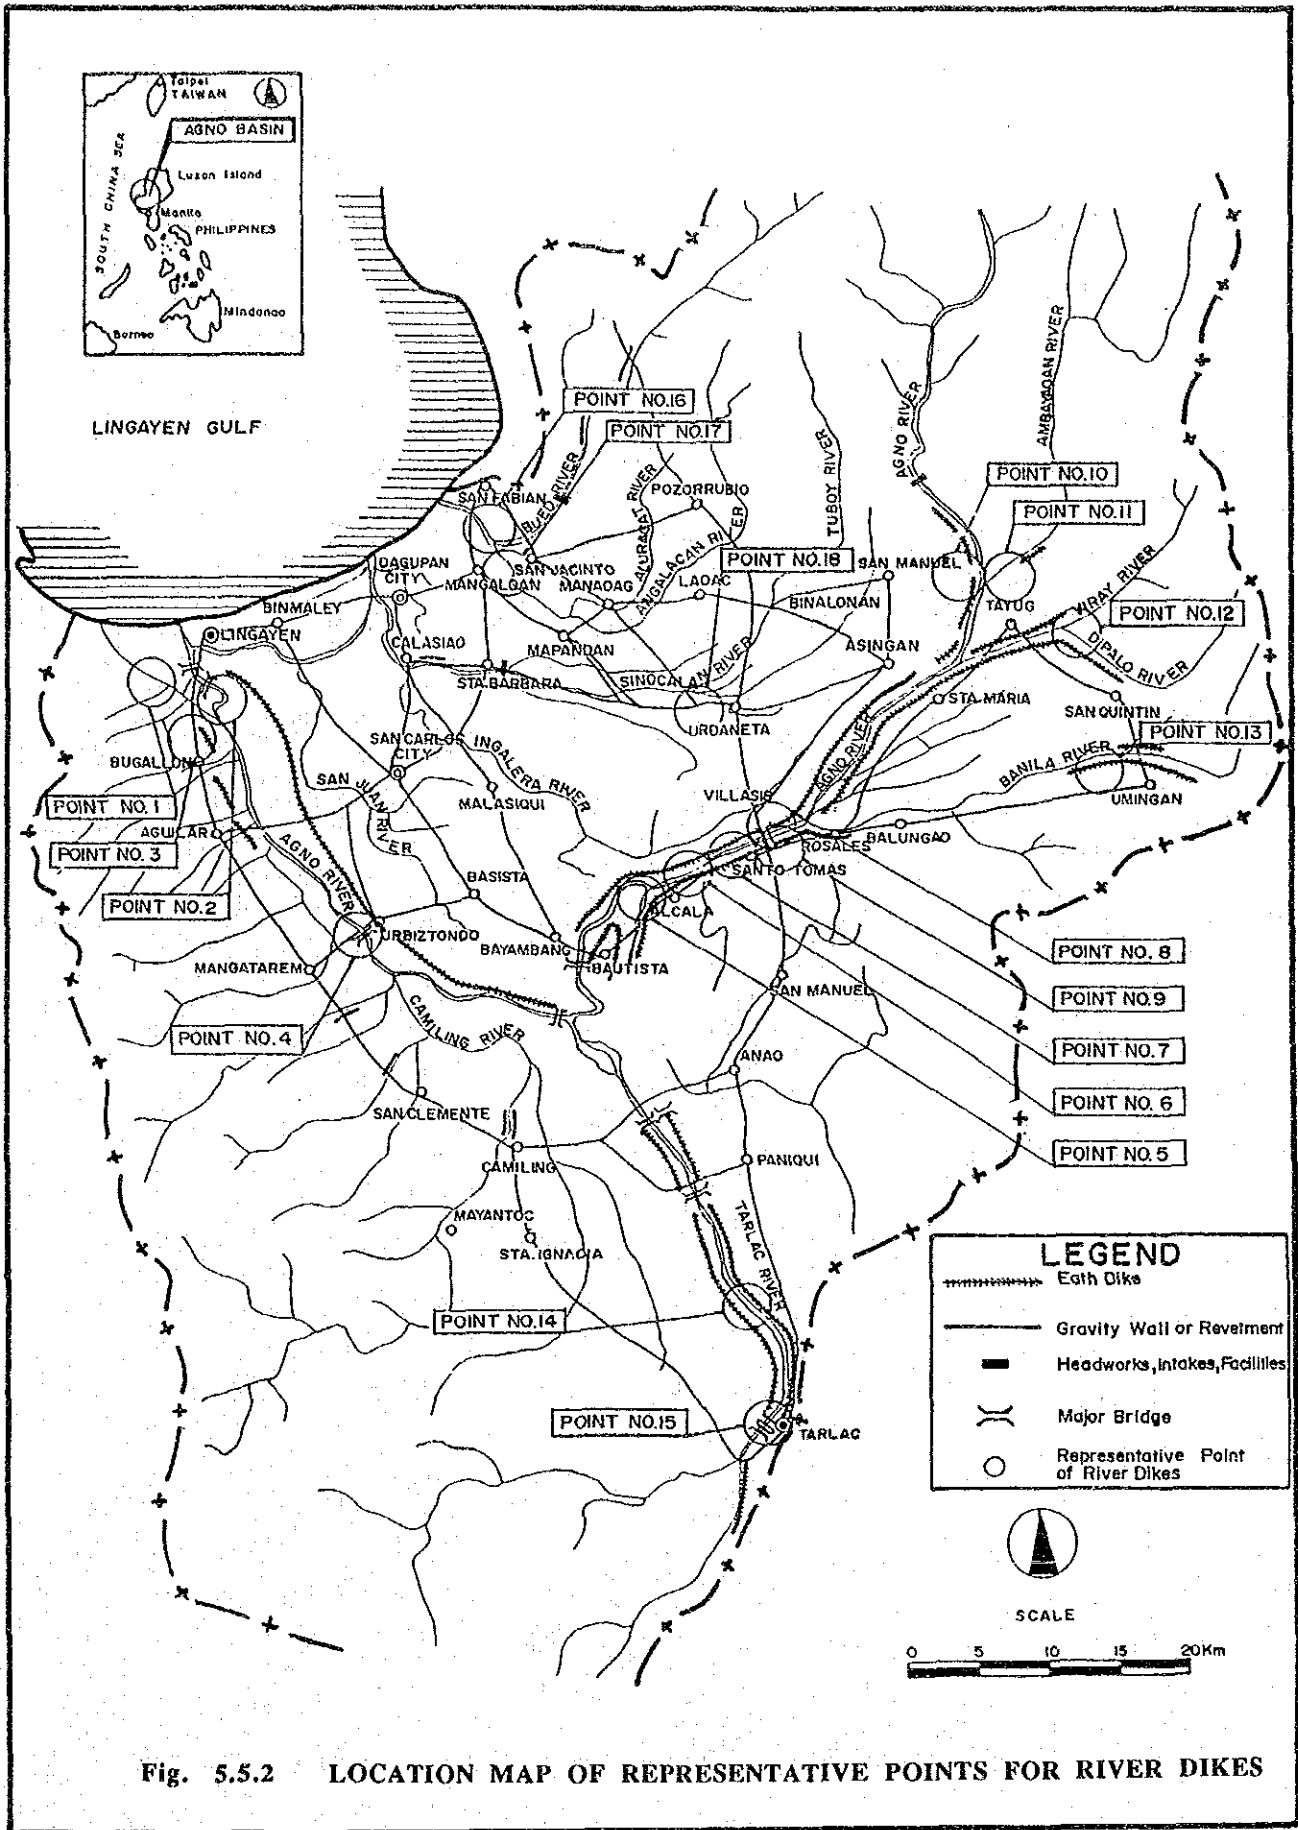 Taipei
TAIWAN
AGNO BASIN
SOUTH CHINA SEA
Luzon Island
Manila
PHILIPPINES
Mindanao
Borneo
LINGAYEN GULF
POINT NO.16
POINT NO.17
AGNO RIVER
AMBAYAOAN RIVER
TUBOY RIVER
POINT NO.10
POINT NO.11
SAN FABIAN
BUED RIVER
POZORRUBIO
ANGALACAN RIVER
POINT NO.18
SAN MANUEL
DAGUPAN
CITY
SAN JACINTO
MANGALDAN
MANAOAG
LAOAC
BINALONAN
TAYUG
VIRAY RIVER
POINT NO.12
BINMALEY
LINGAYEN
CALASIAO
MAPANDAN
ASINGAN
DIPALO RIVER
STA.BARBARA
SINOCALAN RIVER
STA.MARIA
SAN QUINTIN
URDANETA
POINT NO.13
SAN CARLOS
CITY
INGALERA RIVER
AGNO RIVER
BANILA RIVER
BUGALLON
SAN JUAN
RIVER
MALASIQUI
VILLASIS
UMINGAN
POINT NO.1
AGUILAR
AGNO RIVER
ROSALES
BALUNGAO
POINT NO.3
SANTO TOMAS
POINT NO.2
BASISTA
ALCALA
URBIZTONDO
BAYAMBANG
BAUTISTA
POINT NO. 8
MANGATAREM
SAN MANUEL
POINT NO.9
CAMILING RIVER
POINT NO.4
POINT NO.7
ANAO
SAN CLEMENTE
POINT NO. 6
POINT NO.5
CAMILING
PANIQUI
MAYANTOC
STA. IGNACIA
TARLAC RIVER
POINT NO.14
POINT NO.15
TARLAC
LEGEND
Eath Dike
Gravity Wall or Revetment
Headworks,Intakes,Facilities
Major Bridge
Representative Point
of River Dikes
SCALE
0 5 10 15 20Km
Fig. 5.5.2 LOCATION MAP OF REPRESENTATIVE POINTS FOR RIVER DIKES